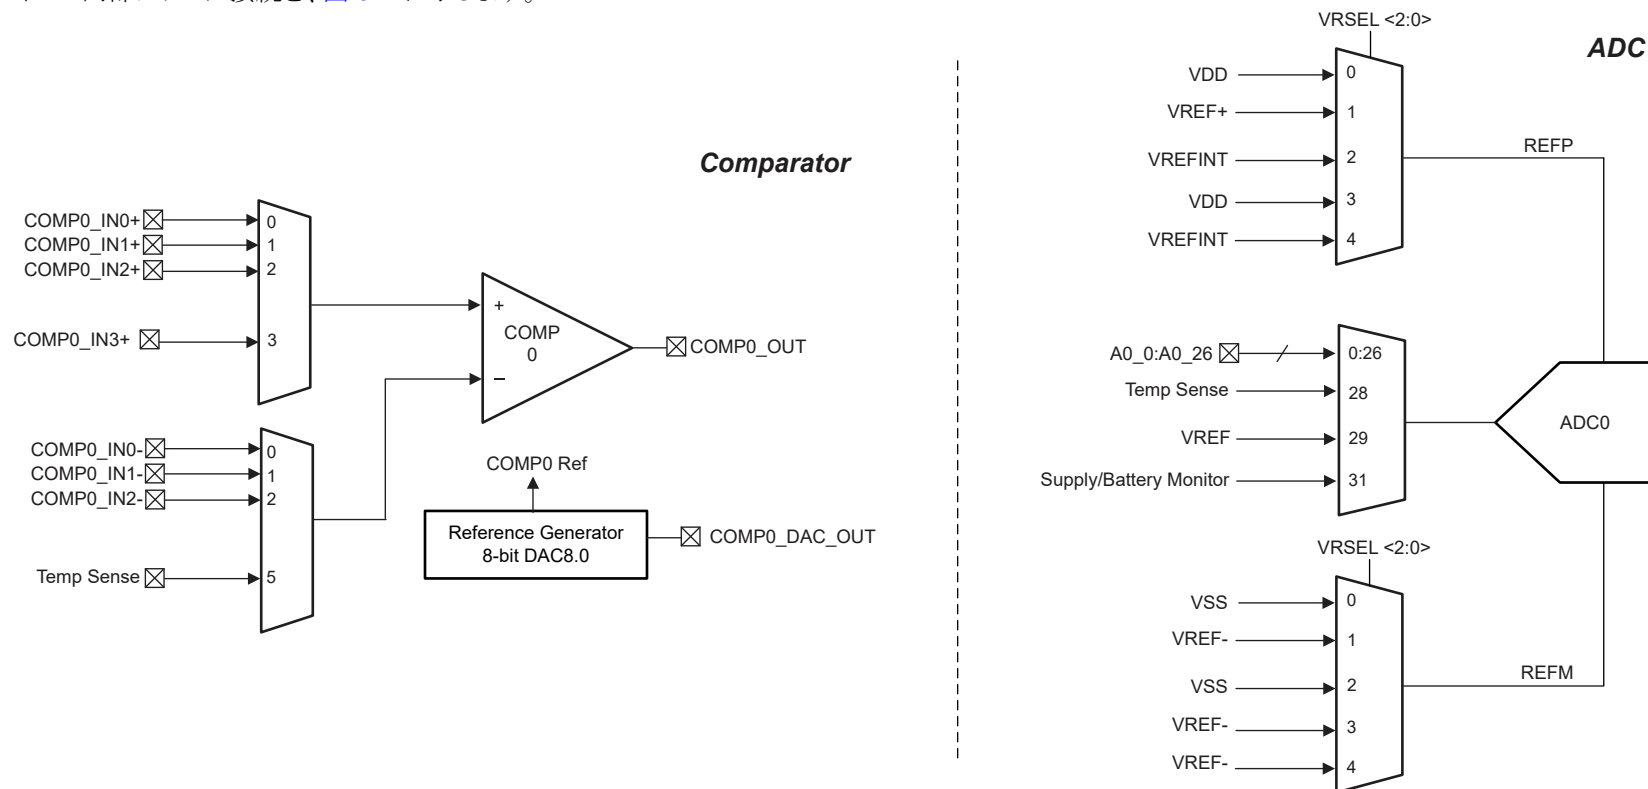 Comparator
COMP0_IN0+
0
COMP0_IN1+
1
COMP0_IN2+
2
COMP0_IN3+
3
+
COMP
0
−
COMP0_OUT
COMP0_IN0-
0
COMP0_IN1-
1
COMP0_IN2-
2
Temp Sense
5
COMP0 Ref
Reference Generator
8-bit DAC8.0
COMP0_DAC_OUT
ADC
VRSEL <2:0>
VDD
0
VREF+
1
VREFINT
2
VDD
3
VREFINT
4
REFP
A0_0:A0_26
0:26
Temp Sense
28
VREF
29
Supply/Battery Monitor
31
ADC0
VRSEL <2:0>
VSS
0
VREF-
1
VSS
2
VREF-
3
VREF-
4
REFM